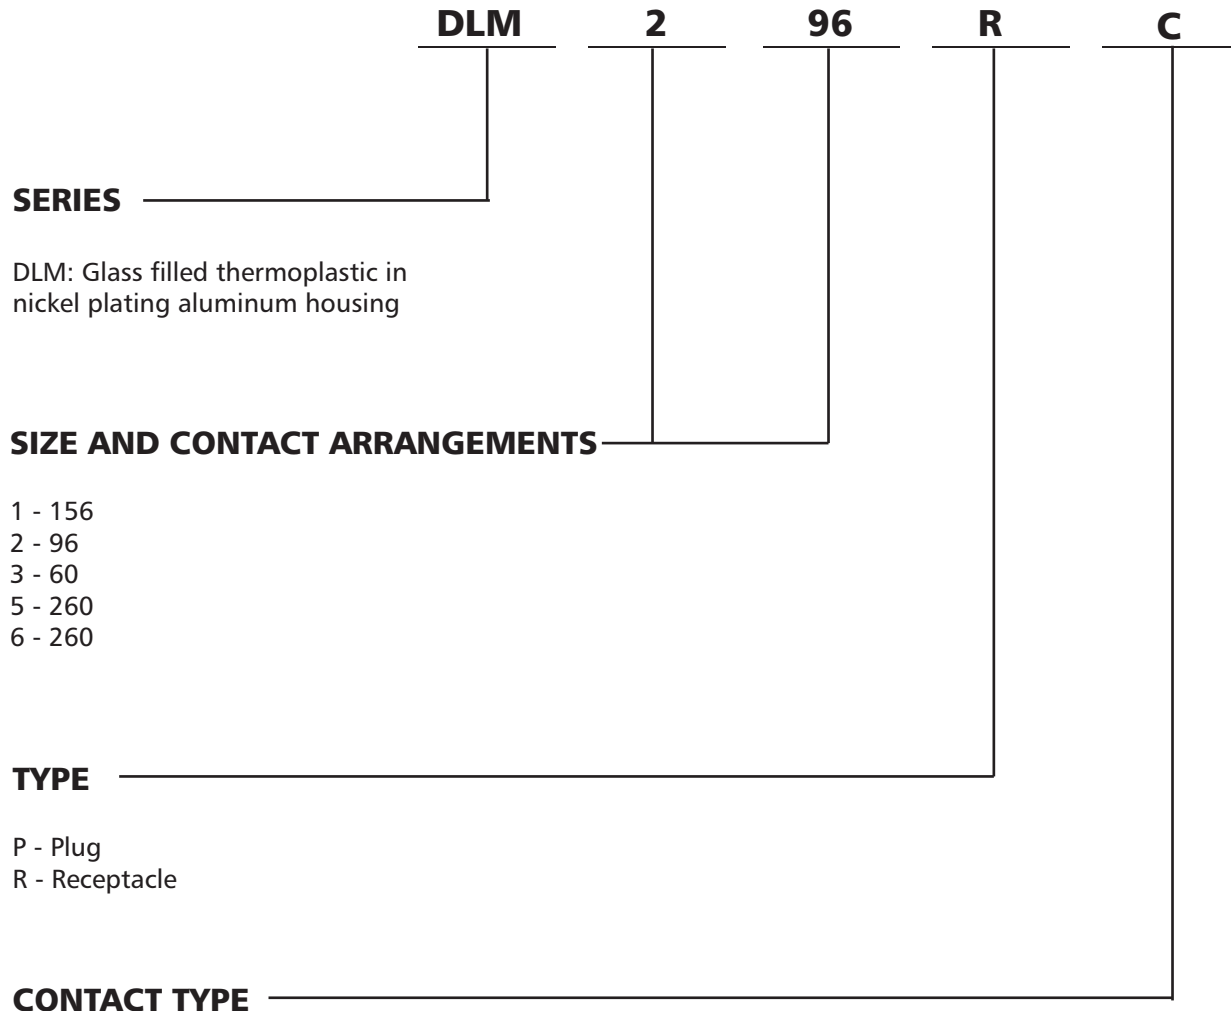 DLM 2 96 R C
SERIES
DLM: Glass filled thermoplastic in
nickel plating aluminum housing
SIZE AND CONTACT ARRANGEMENTS
1 - 156
2 - 96
3 - 60
5 - 260
6 - 260
TYPE
P - Plug
R - Receptacle
CONTACT TYPE